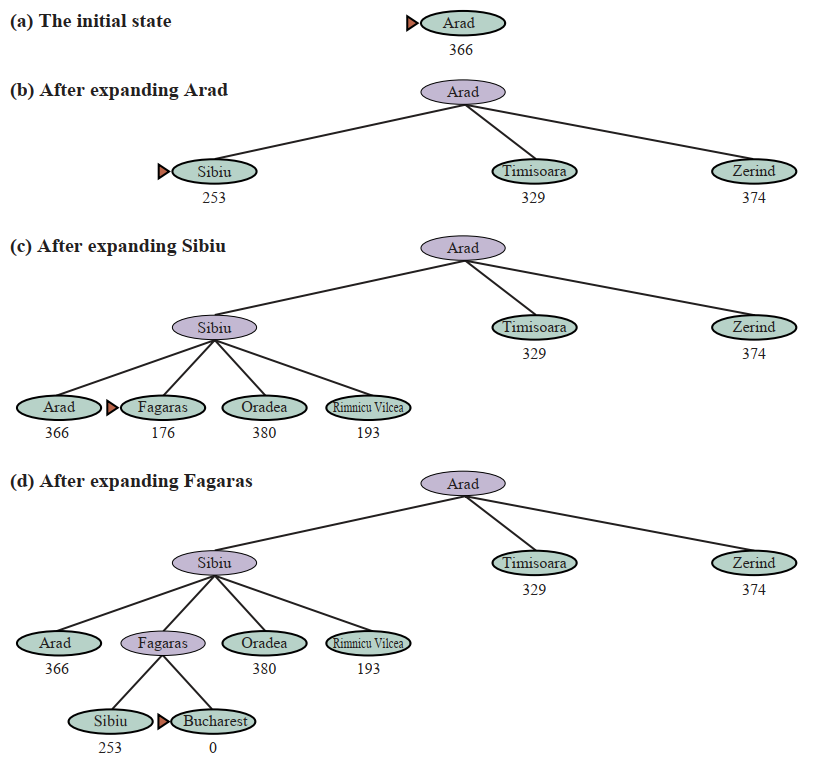 (a) The initial state
Arad
366
(b) After expanding Arad
Arad
Sibiu Timisoara Zerind
253 329 374
(c) After expanding Sibiu
Arad
Sibiu Timisoara Zerind
329 374
Arad Fagaras Oradea Rimnicu Vilcea
366 176 380 193
(d) After expanding Fagaras
Arad
Sibiu Timisoara Zerind
329 374
Arad Fagaras Oradea Rimnicu Vilcea
366 380 193
Sibiu Bucharest
253 0